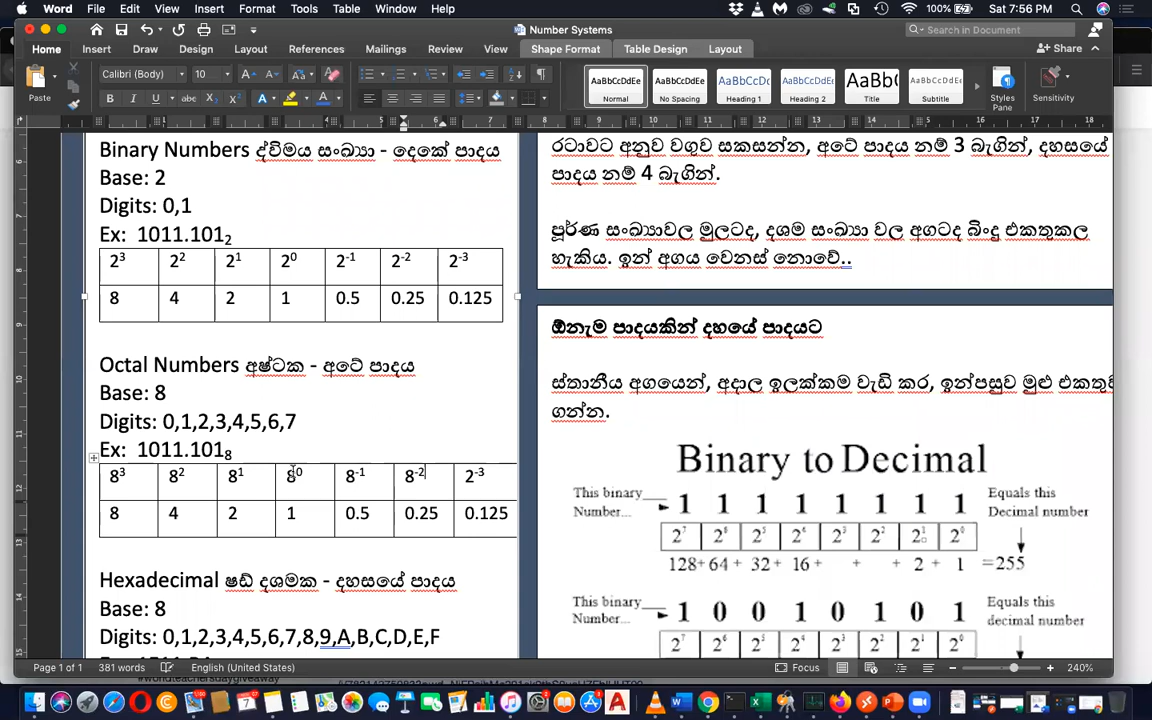 Word File Edit View Insert Format Tools Table Window Help 100% Sat 7:56 PM
Number Systems
Search in Document
Home Insert Draw Design Layout References Mailings Review View Shape Format Table Design Layout Share
Paste
Calibri (Body) 10
AaBbCcDdEe AaBbCcDdEe AaBbCcDd AaBbCcDdEe AaBb( AaBbCcDdEe
Normal No Spacing Heading 1 Heading 2 Title Subtitle Styles Pane Sensitivity
Binary Numbers ද්විමය සංඛ්‍යා - දෙකේ පාදය
Base: 2
Digits: 0,1
Ex: 1011.101₂
2³ 2² 2¹ 2⁰ 2⁻¹ 2⁻² 2⁻³
8 4 2 1 0.5 0.25 0.125
Octal Numbers අෂ්ටක - අටේ පාදය
Base: 8
Digits: 0,1,2,3,4,5,6,7
Ex: 1011.101₈
8³ 8² 8¹ 8⁰ 8⁻¹ 8⁻² 2⁻³
8 4 2 1 0.5 0.25 0.125
Hexadecimal ෂඩ් දශමක - දහසයේ පාදය
Base: 8
Digits: 0,1,2,3,4,5,6,7,8,9,A,B,C,D,E,F
රටාවට අනුව වගුව සකසන්න, අටේ පාදය නම් 3 බැගින්, දහසයේ
පාදය නම් 4 බැගින්.
පූර්ණ සංඛ්‍යාවල මුලටද, දශම සංඛ්‍යා වල අගටද බිංදු එකතුකල
හැකිය. ඉන් අගය වෙනස් නොවේ..
ඕනැම පාදයකින් දහයේ පාදයට
ස්තානීය අගයෙන්, අදාල ඉලක්කම වැඩි කර, ඉන්පසුව මුළු එකතුව
ගන්න.
Binary to Decimal
This binary Number... 1 1 1 1 1 1 1 1 Equals this Decimal number
2⁷ 2⁶ 2⁵ 2⁴ 2³ 2² 2¹ 2⁰
128+ 64 + 32 + 16 + + + 2 + 1 =255
This binary Number... 1 0 0 1 0 1 0 1 Equals this decimal number
2⁷ 2⁶ 2⁵ 2⁴ 2³ 2² 2¹ 2⁰
Page 1 of 1 381 words English (United States) Focus 240%